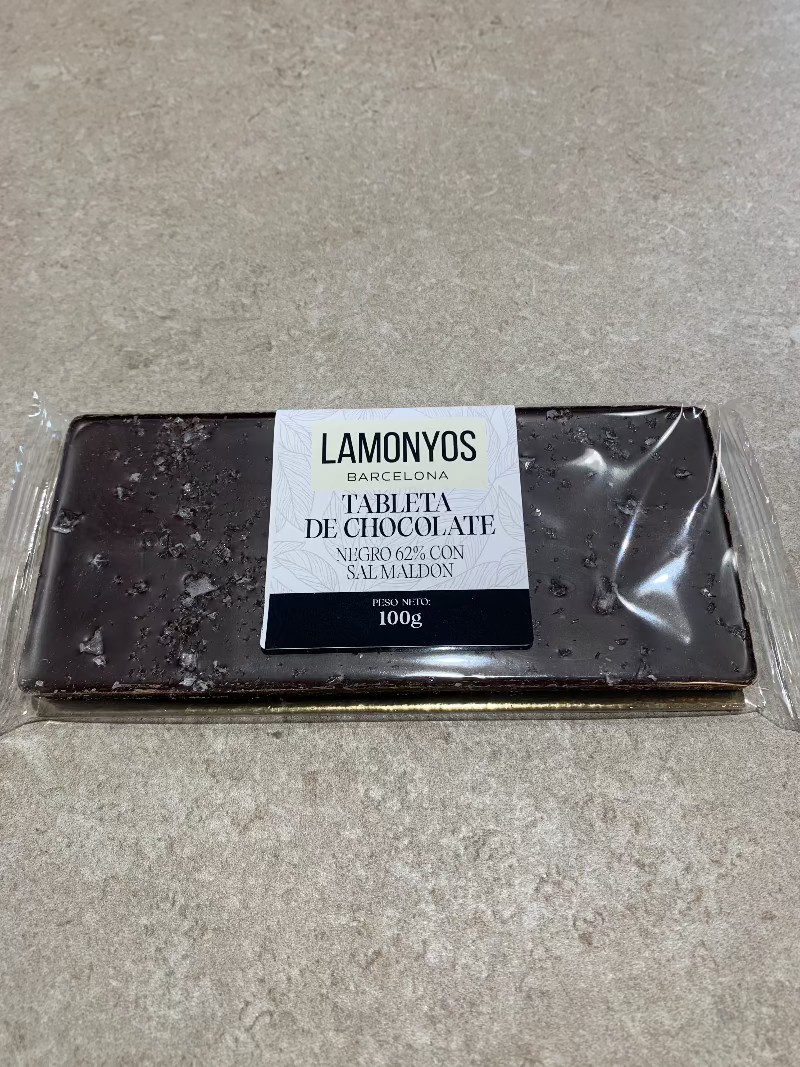 LAMONYOS
BARCELONA
TABLETA
DE CHOCOLATE
NEGRO 62% CON
SAL MALDON
PESO NETO:
100g